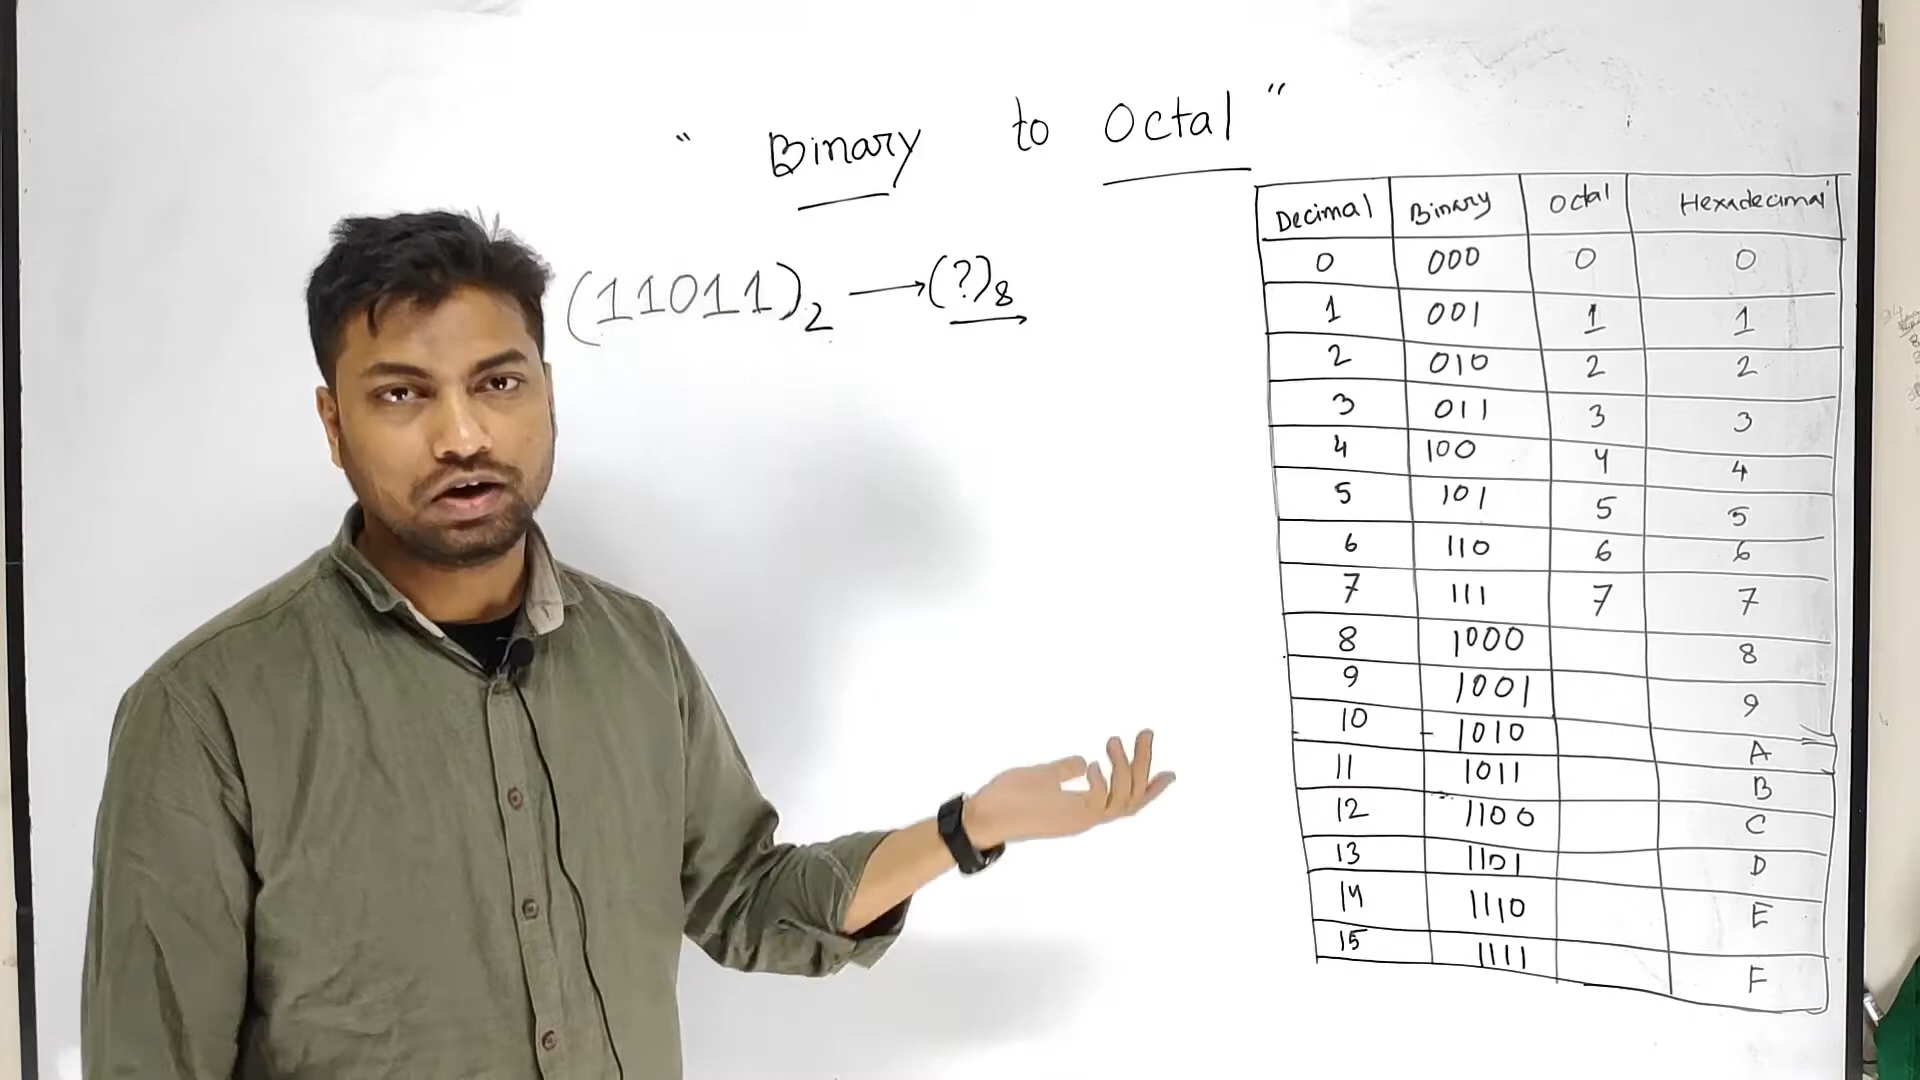 " Binary to Octal "
(11011)₂ → (?)₈
Decimal Binary Octal Hexadecimal
0 000 0 0
1 001 1 1
2 010 2 2
3 011 3 3
4 100 4 4
5 101 5 5
6 110 6 6
7 111 7 7
8 1000 8
9 1001 9
10 1010 A
11 1011 B
12 1100 C
13 1101 D
14 1110 E
15 1111 F